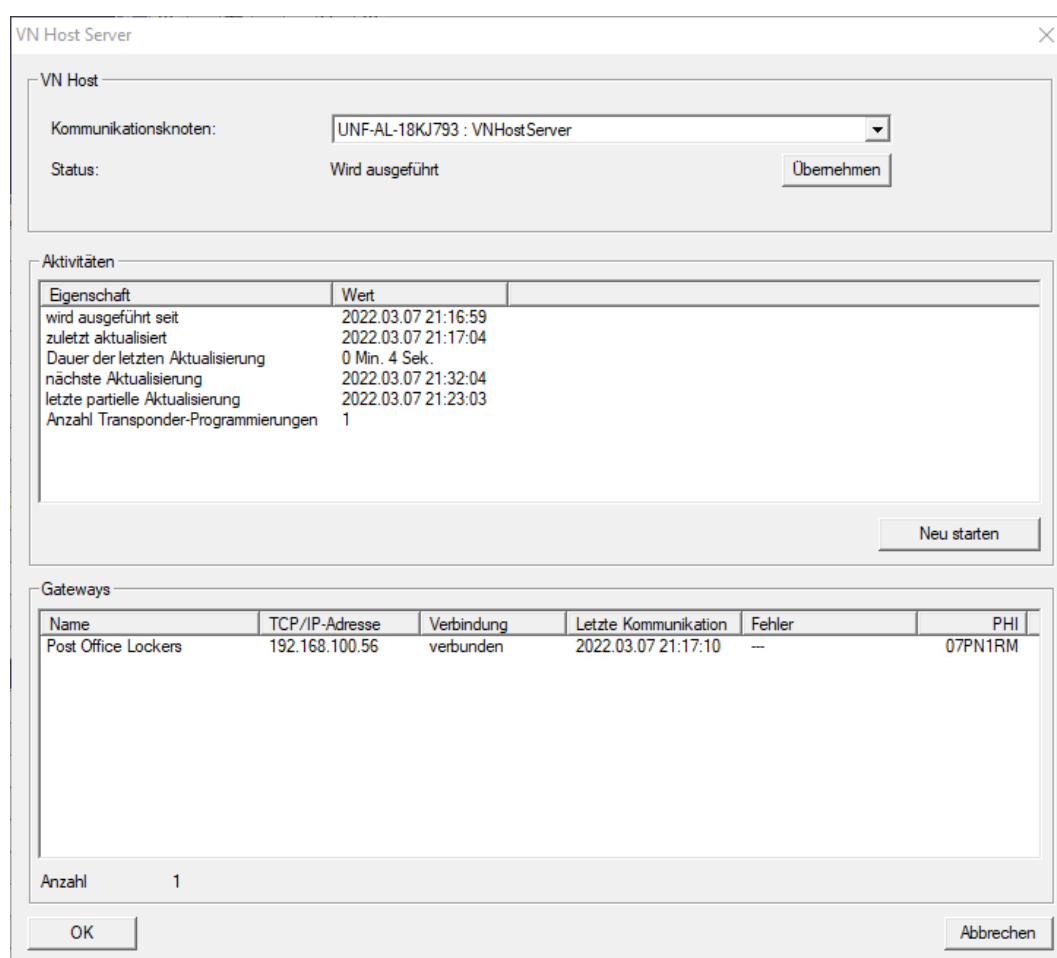 VN Host Server
VN Host
Kommunikationsknoten: UNF-AL-18KJ793 : VNHostServer
Status: Wird ausgeführt Übernehmen
Aktivitäten
Eigenschaft Wert
wird ausgeführt seit 2022.03.07 21:16:59
zuletzt aktualisiert 2022.03.07 21:17:04
Dauer der letzten Aktualisierung 0 Min. 4 Sek.
nächste Aktualisierung 2022.03.07 21:32:04
letzte partielle Aktualisierung 2022.03.07 21:23:03
Anzahl Transponder-Programmierungen 1
Neu starten
Gateways
Name TCP/IP-Adresse Verbindung Letzte Kommunikation Fehler PHI
Post Office Lockers 192.168.100.56 verbunden 2022.03.07 21:17:10 --- 07PN1RM
Anzahl 1
OK Abbrechen